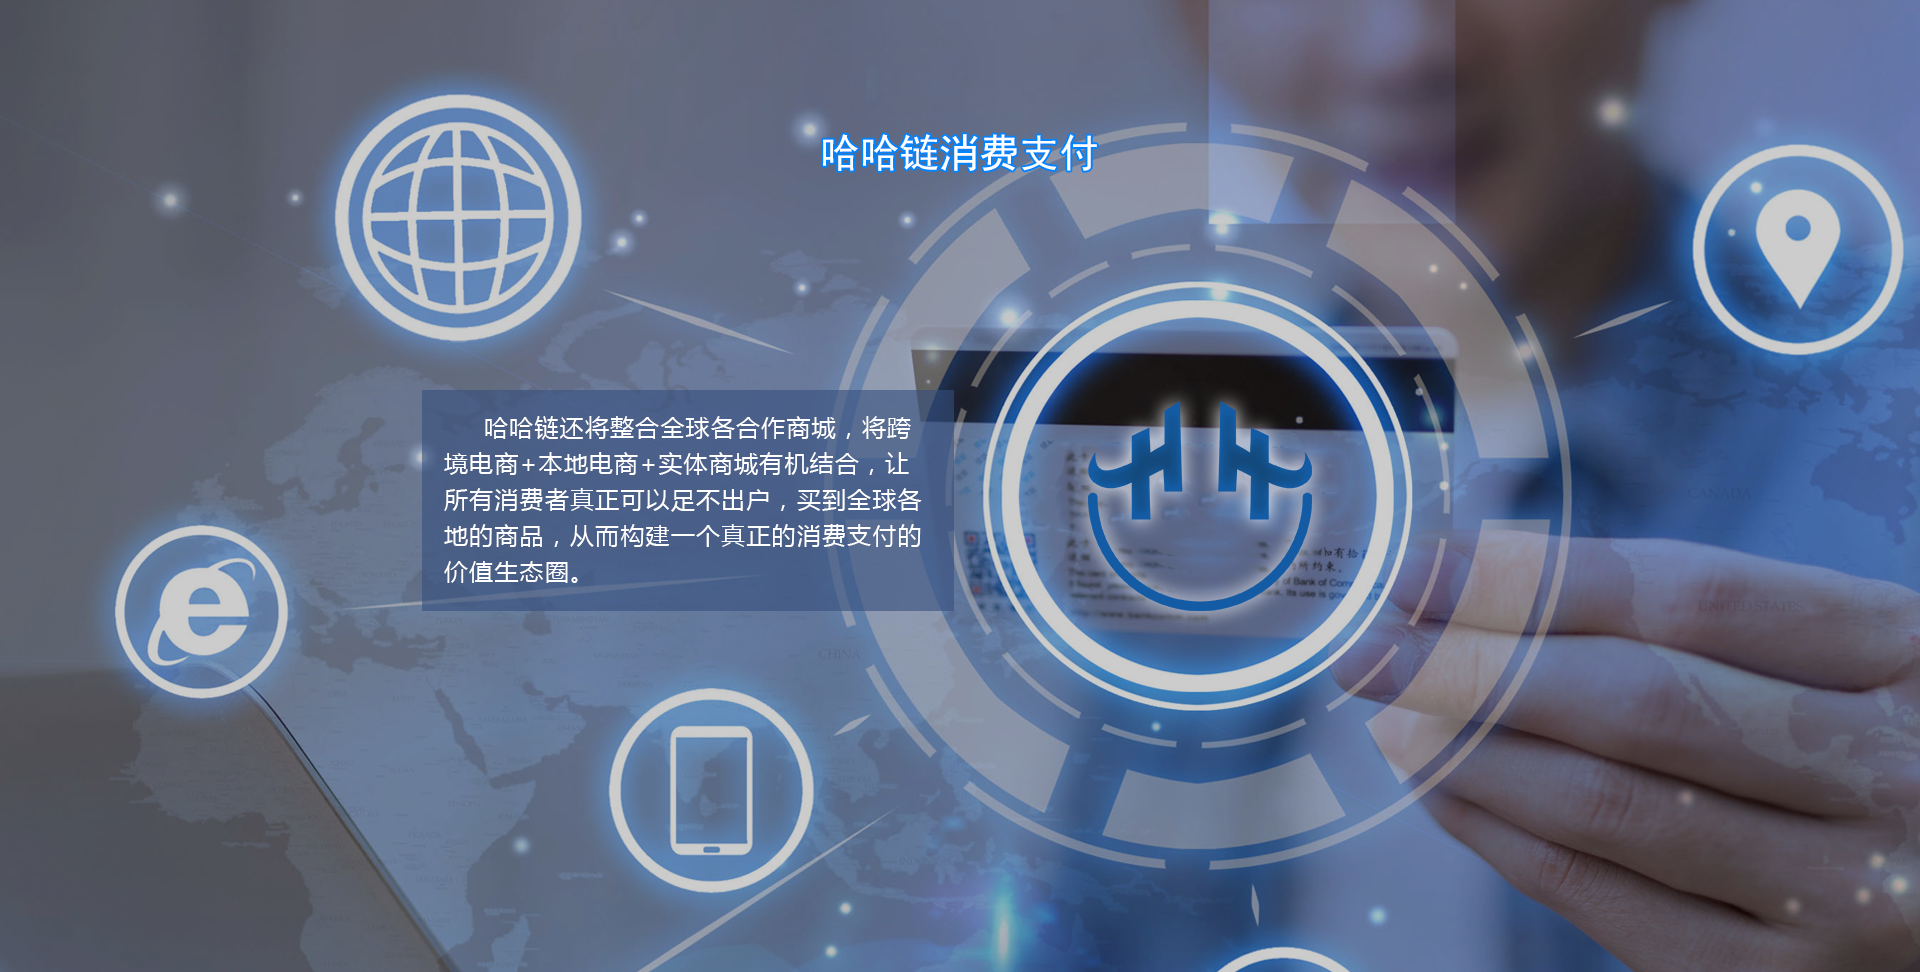 哈哈链消费支付
哈哈链还将整合全球各合作商城，将跨
境电商+本地电商+实体商城有机结合，让
所有消费者真正可以足不出户，买到全球各
地的商品，从而构建一个真正的消费支付的
价值生态圈。
CANADA
UNITED STATES
CHINA